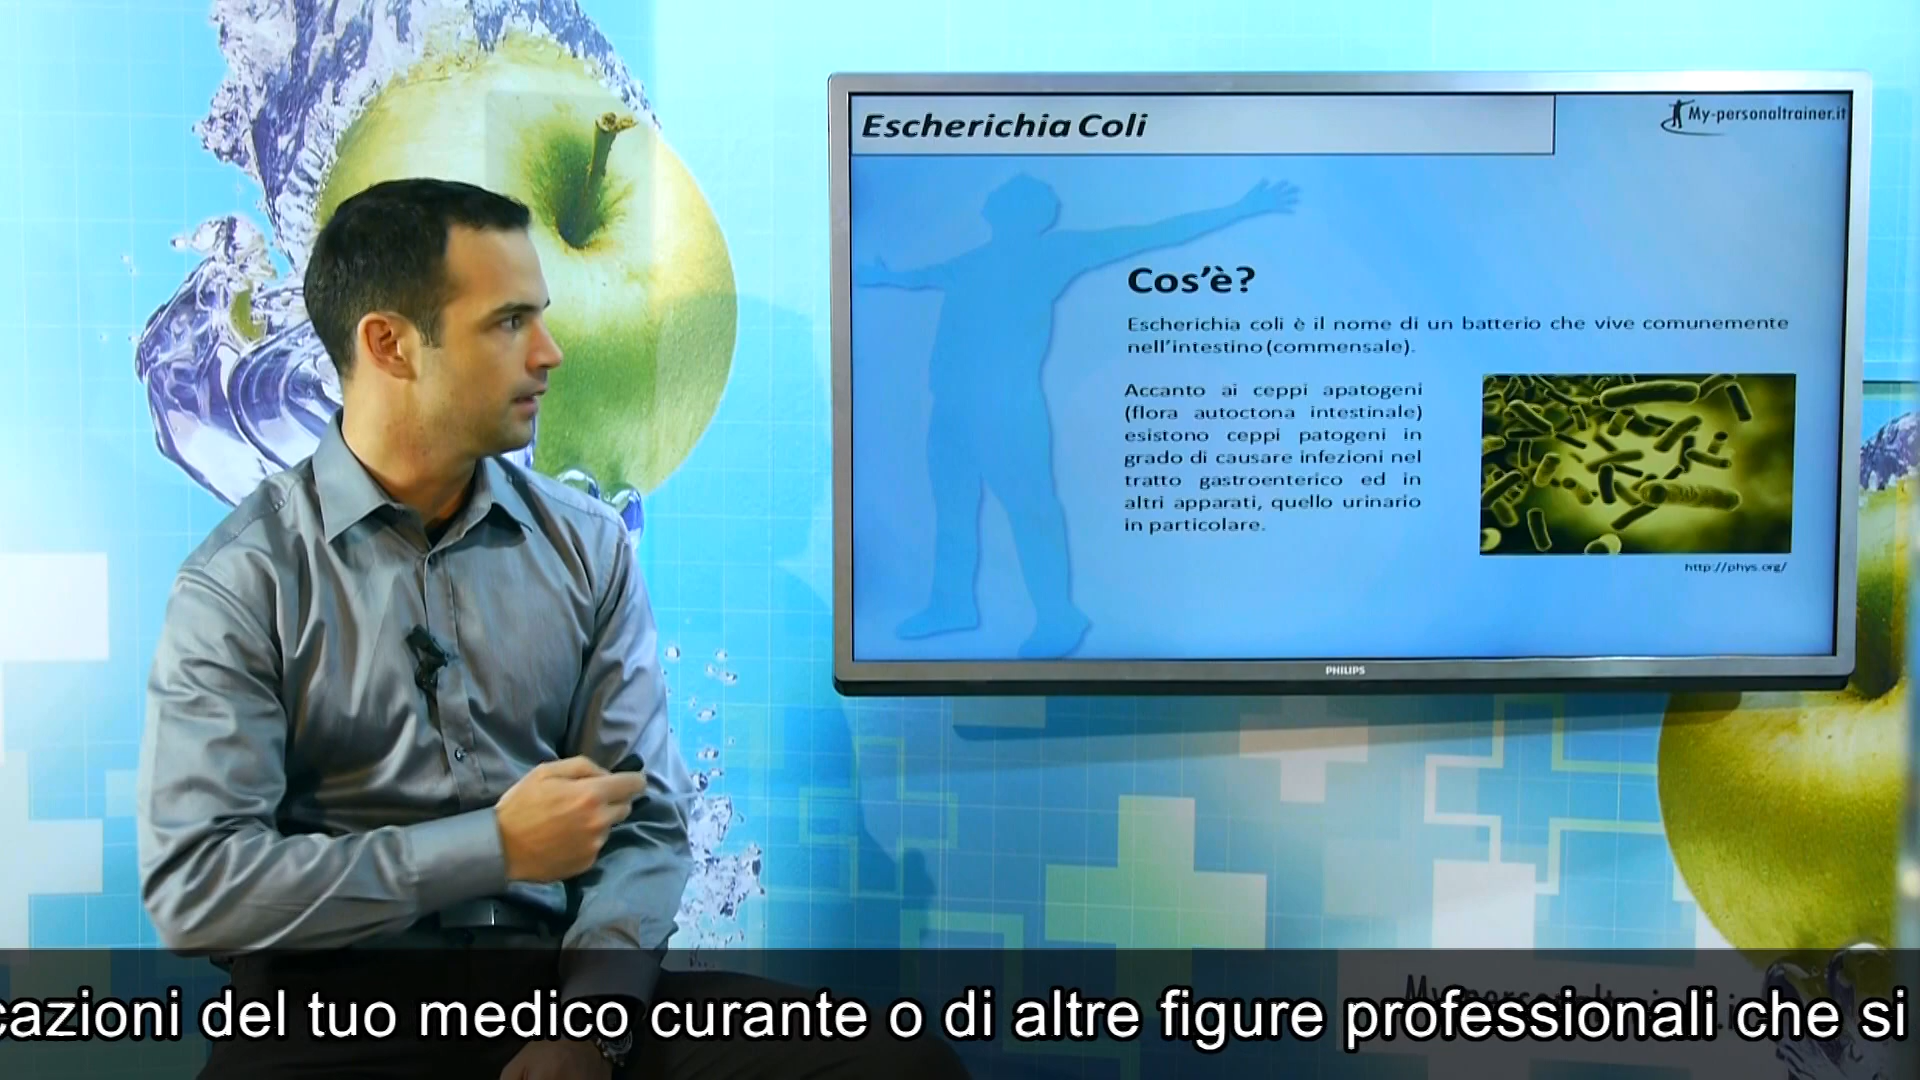 Escherichia Coli
My-personaltrainer.it
Cos'è?
Escherichia coli è il nome di un batterio che vive comunemente
nell'intestino (commensale).
Accanto ai ceppi apatogeni
(flora autoctona intestinale)
esistono ceppi patogeni in
grado di causare infezioni nel
tratto gastroenterico ed in
altri apparati, quello urinario
in particolare.
http://phys.org/
PHILIPS
cazioni del tuo medico curante o di altre figure professionali che si